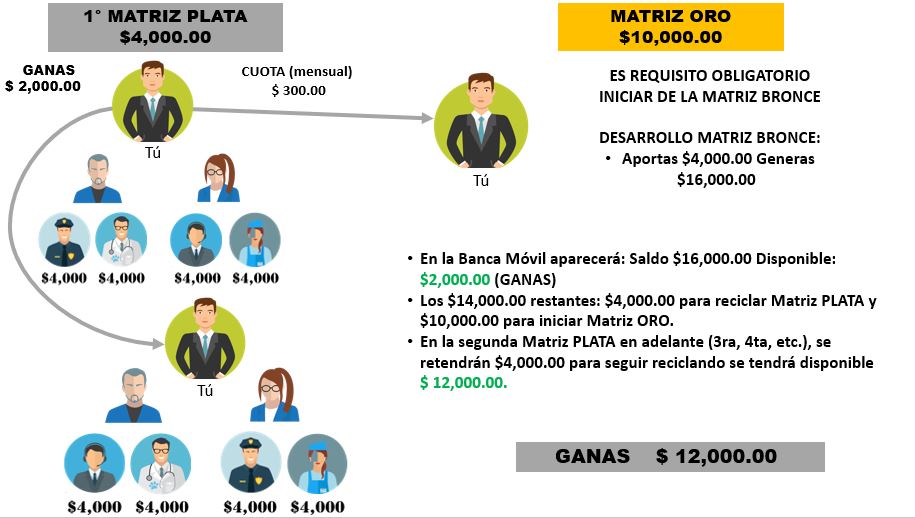 1° MATRIZ PLATA
$4,000.00
GANAS
$ 2,000.00
CUOTA (mensual)
$ 300.00
Tú
$4,000 $4,000 $4,000 $4,000
Tú
$4,000 $4,000 $4,000 $4,000
MATRIZ ORO
$10,000.00
Tú
ES REQUISITO OBLIGATORIO
INICIAR DE LA MATRIZ BRONCE
DESARROLLO MATRIZ BRONCE:
• Aportas $4,000.00 Generas
$16,000.00
• En la Banca Móvil aparecerá: Saldo $16,000.00 Disponible:
$2,000.00 (GANAS)
• Los $14,000.00 restantes: $4,000.00 para reciclar Matriz PLATA y
$10,000.00 para iniciar Matriz ORO.
• En la segunda Matriz PLATA en adelante (3ra, 4ta, etc.), se
retendrán $4,000.00 para seguir reciclando se tendrá disponible
$ 12,000.00.
GANAS $ 12,000.00